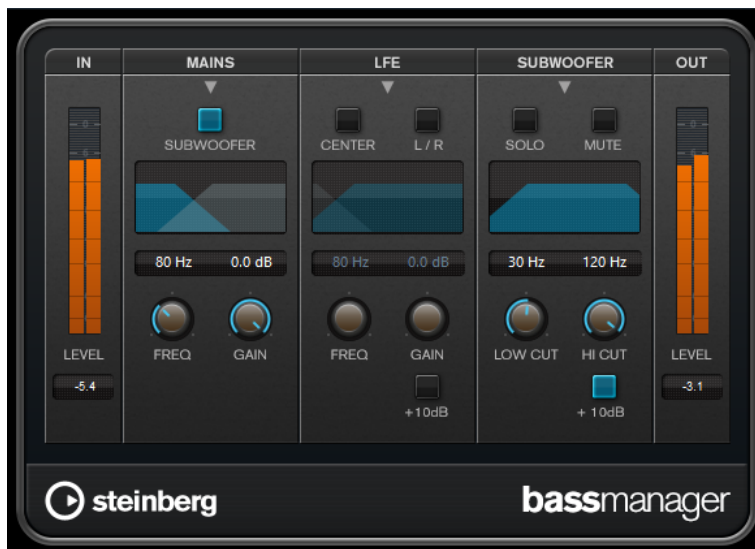 IN MAINS LFE SUBWOOFER OUT
SUBWOOFER CENTER L / R SOLO MUTE
80 Hz 0.0 dB 80 Hz 0.0 dB 30 Hz 120 Hz
LEVEL FREQ GAIN FREQ GAIN LOW CUT HI CUT LEVEL
-5.4 -3.1
+10dB + 10dB
steinberg bassmanager